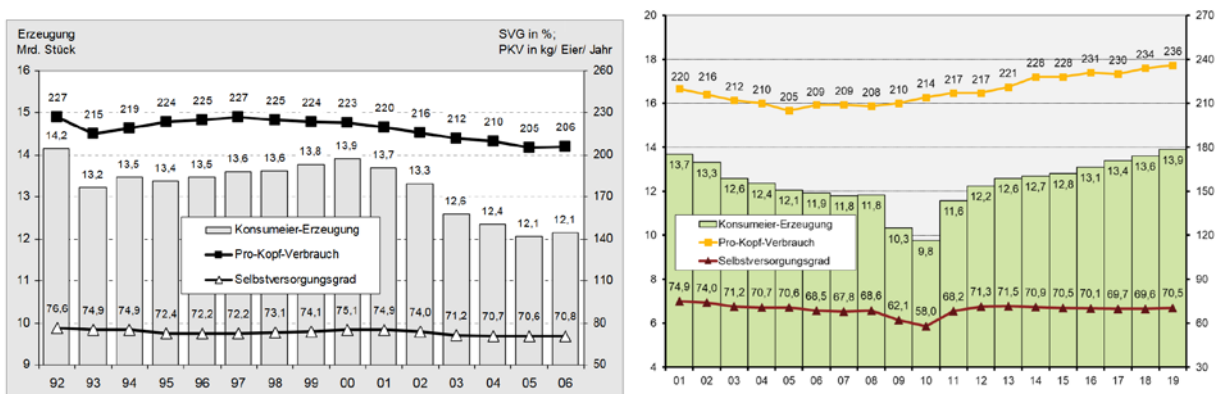 Erzeugung
Mrd. Stück
SVG in %;
PKV in kg/ Eier/ Jahr
16
15
14
13
12
11
10
9
260
230
200
170
140
110
80
50
227 215 219 224 225 227 225 224 223 220 216 212 210 205 206
14,2 13,2 13,5 13,4 13,5 13,6 13,6 13,8 13,9 13,7 13,3 12,6 12,4 12,1 12,1
Konsumeier-Erzeugung
Pro-Kopf-Verbrauch
Selbstversorgungsgrad
76,6 74,9 74,9 72,4 72,2 72,2 73,1 74,1 75,1 74,9 74,0 71,2 70,7 70,6 70,8
92 93 94 95 96 97 98 99 00 01 02 03 04 05 06
20
18
16
14
12
10
8
6
4
270
240
210
180
150
120
90
60
30
220 216 212 210 205 209 209 208 210 214 217 217 221 228 228 231 230 234 236
13,7 13,3 12,6 12,4 12,1 11,9 11,8 11,8 10,3 9,8 11,6 12,2 12,6 12,7 12,8 13,1 13,4 13,6 13,9
Konsumeier-Erzeugung
Pro-Kopf-Verbrauch
Selbstversorgungsgrad
74,9 74,0 71,2 70,7 70,6 68,5 67,8 68,6 62,1 58,0 68,2 71,3 71,5 70,9 70,5 70,1 69,7 69,6 70,5
01 02 03 04 05 06 07 08 09 10 11 12 13 14 15 16 17 18 19